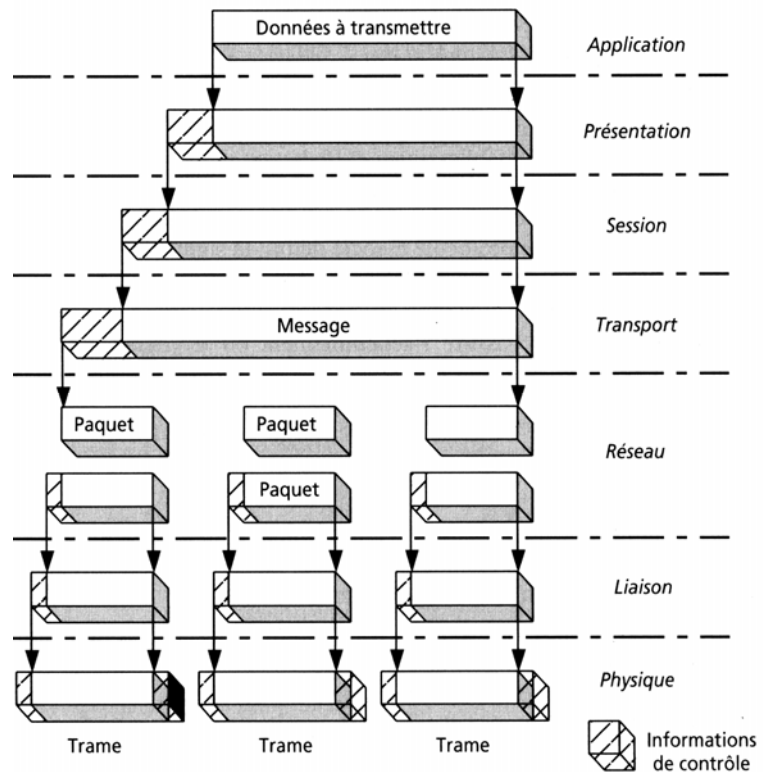 Données à transmettre
Application
Présentation
Session
Message
Transport
Paquet
Paquet
Paquet
Réseau
Liaison
Physique
Trame
Trame
Trame
Informations
de contrôle